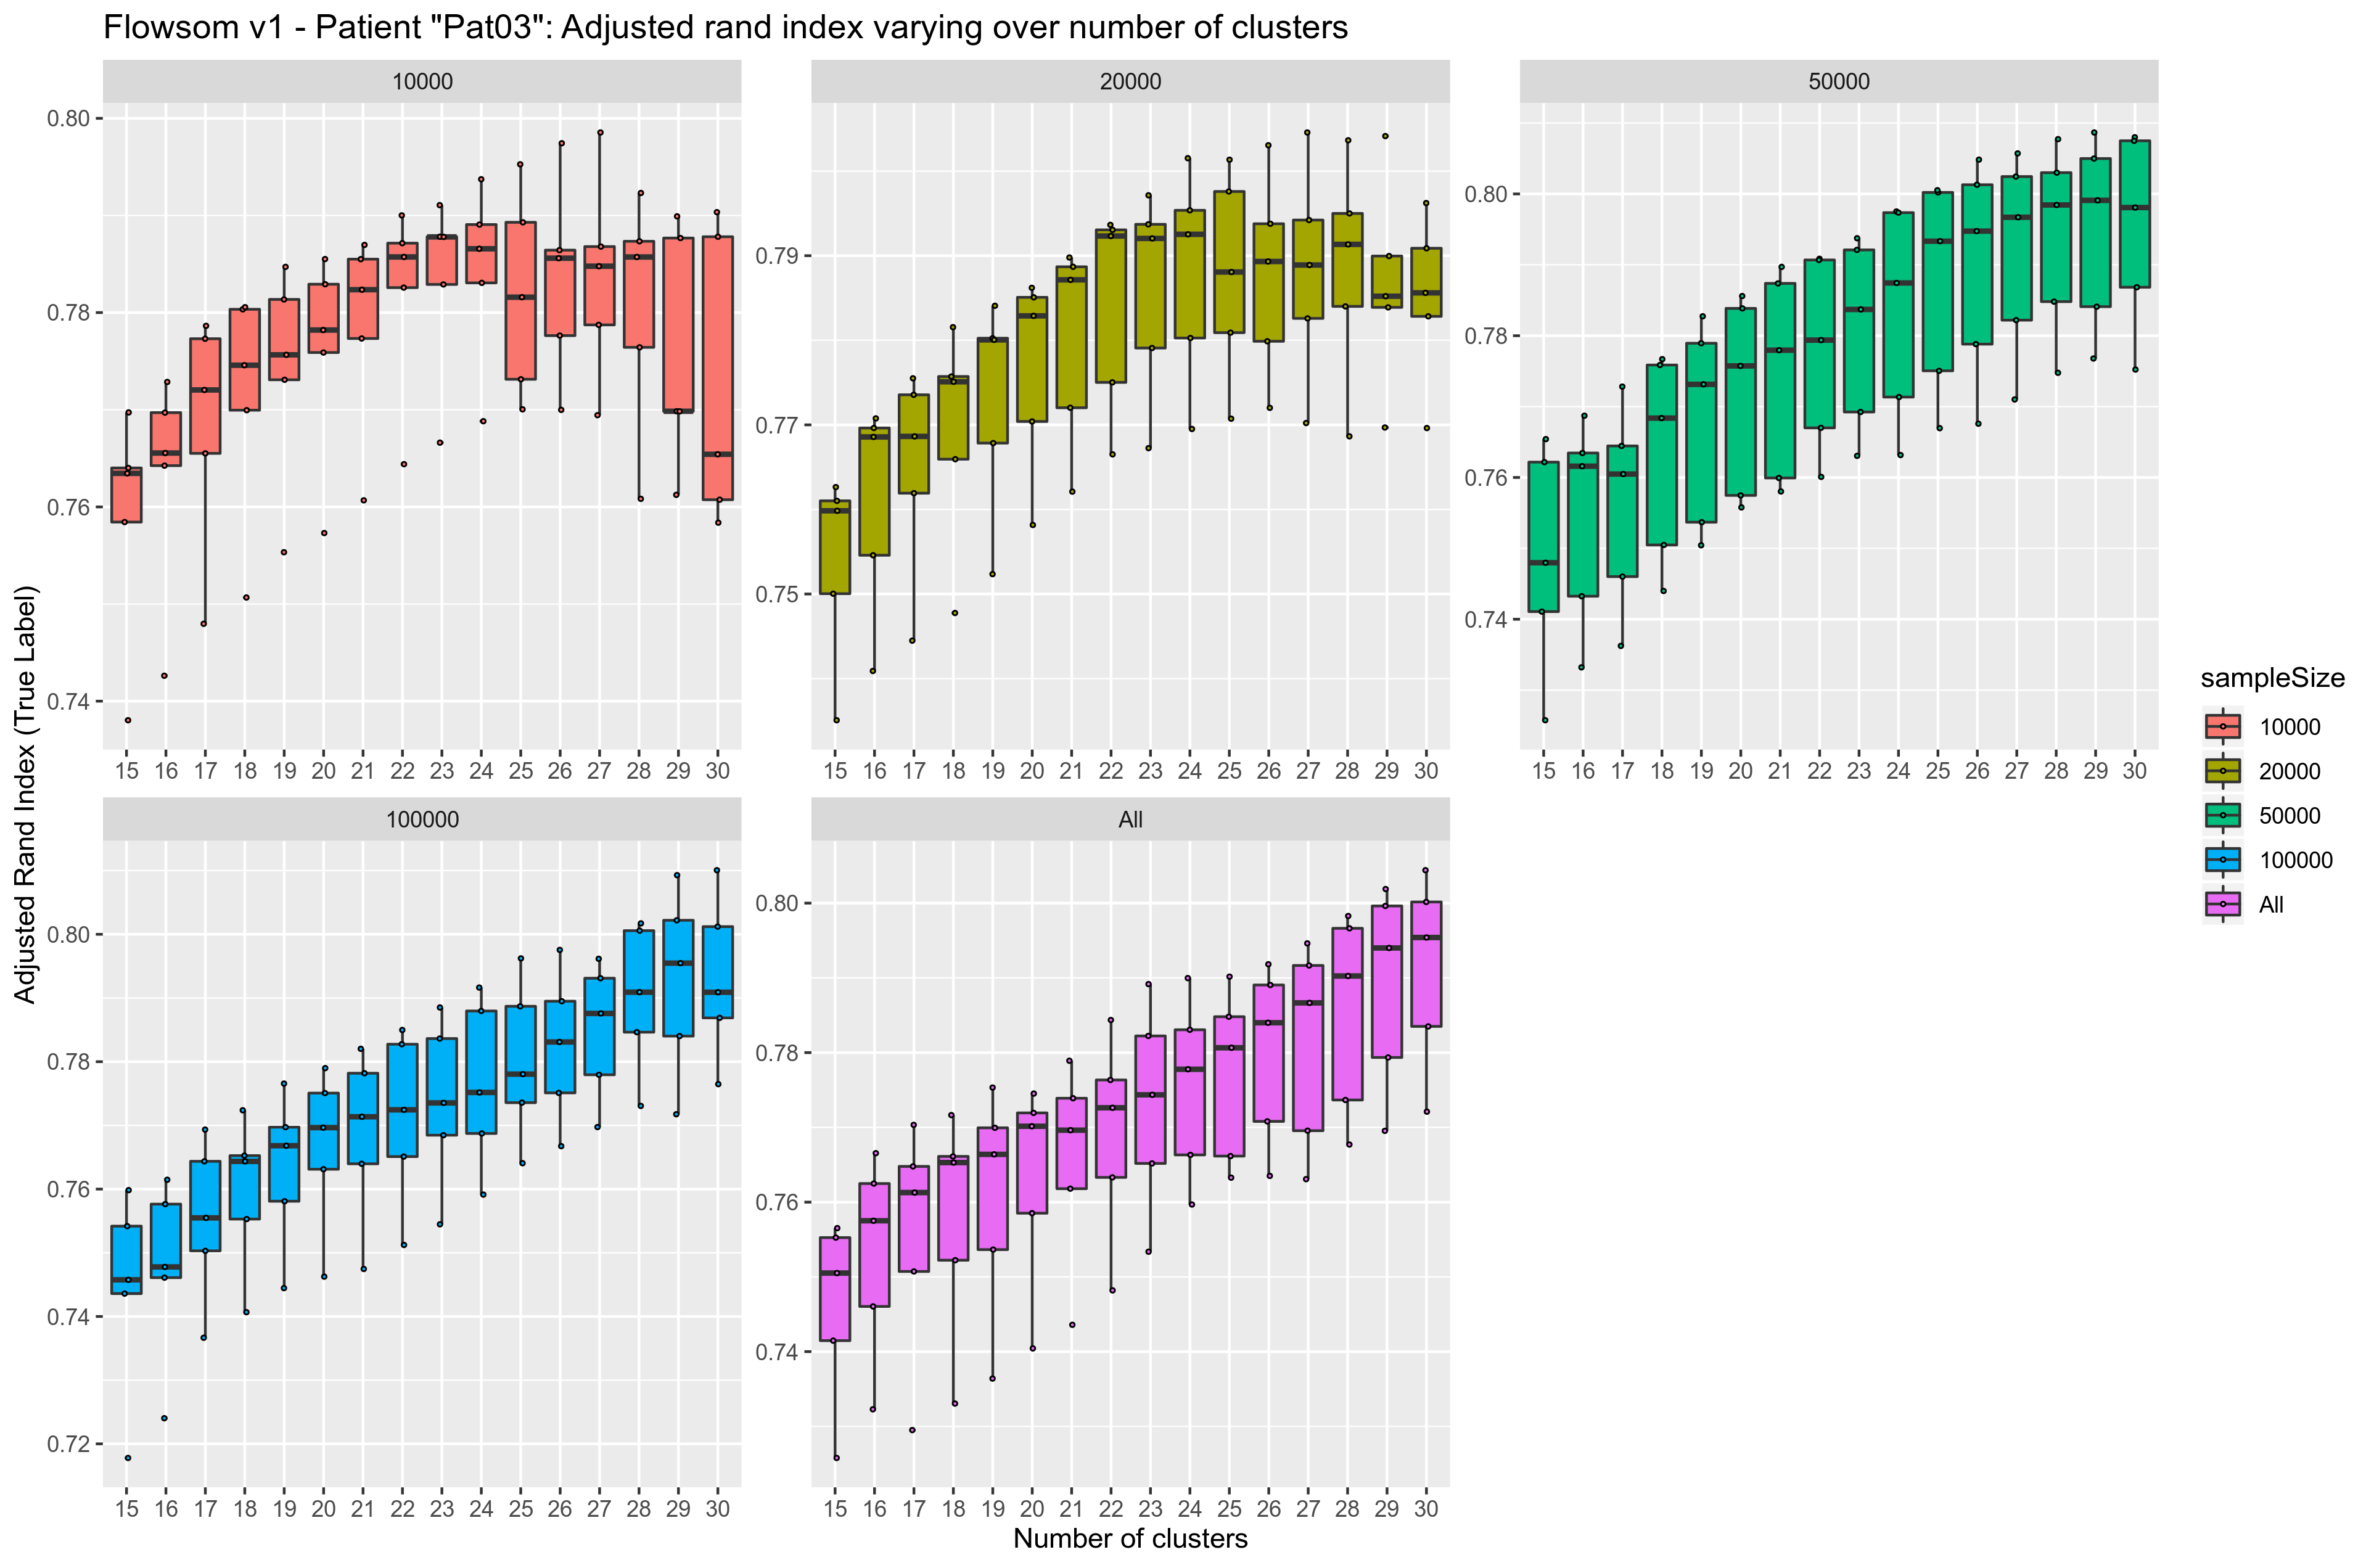 Flowsom v1 - Patient "Pat03": Adjusted rand index varying over number of clusters
10000
20000
50000
0.80
0.78
0.76
0.74
0.79
0.77
0.75
0.80
0.78
0.76
0.74
15 16 17 18 19 20 21 22 23 24 25 26 27 28 29 30
15 16 17 18 19 20 21 22 23 24 25 26 27 28 29 30
15 16 17 18 19 20 21 22 23 24 25 26 27 28 29 30
Adjusted Rand Index (True Label)
100000
All
0.80
0.78
0.76
0.74
0.72
0.80
0.78
0.76
0.74
15 16 17 18 19 20 21 22 23 24 25 26 27 28 29 30
15 16 17 18 19 20 21 22 23 24 25 26 27 28 29 30
Number of clusters
sampleSize
10000
20000
50000
100000
All